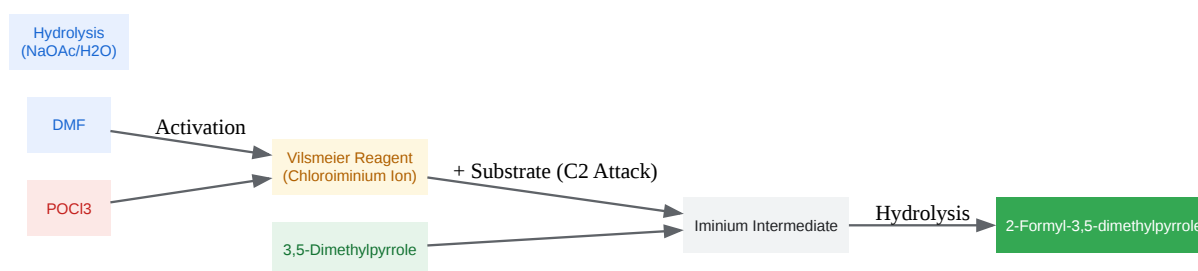 Hydrolysis
(NaOAc/H2O)
DMF
Activation
POCl3
Vilsmeier Reagent
(Chloroiminium Ion)
+ Substrate (C2 Attack)
3,5-Dimethylpyrrole
Iminium Intermediate
Hydrolysis
2-Formyl-3,5-dimethylpyrrole